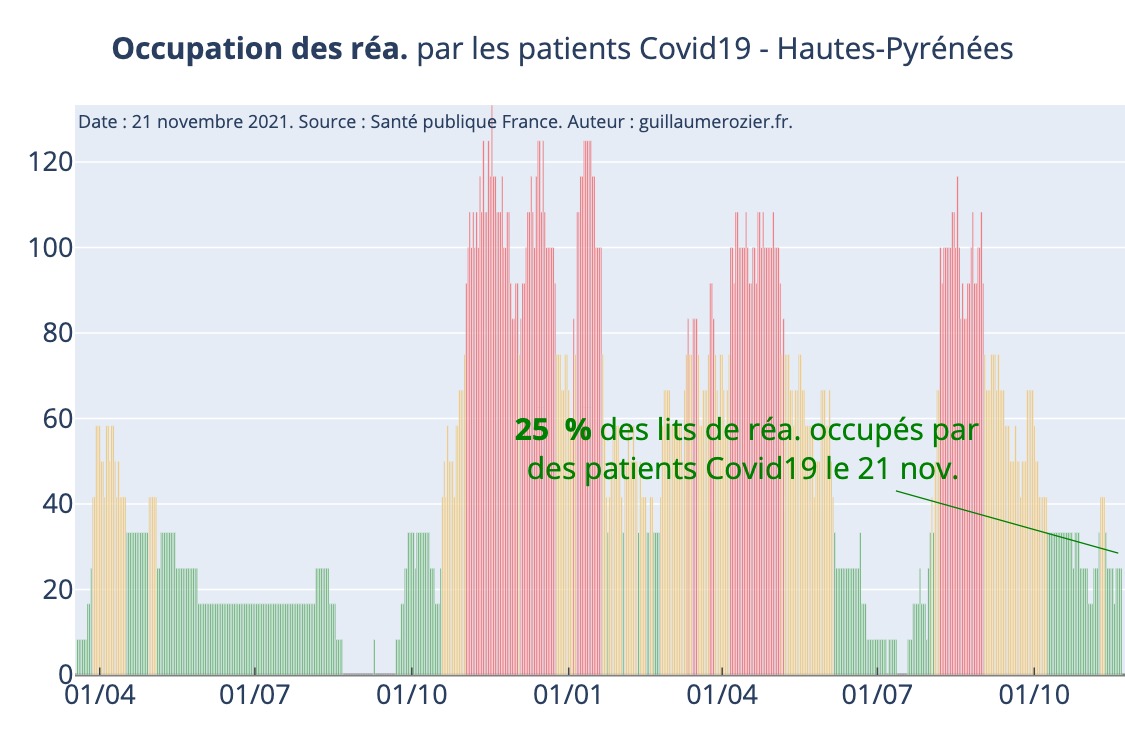 Occupation des réa. par les patients Covid19 - Hautes-Pyrénées
Date : 21 novembre 2021. Source : Santé publique France. Auteur : guillaumerozier.fr.
120
100
80
60
40
20
0
25 % des lits de réa. occupés par
des patients Covid19 le 21 nov.
01/04 01/07 01/10 01/01 01/04 01/07 01/10